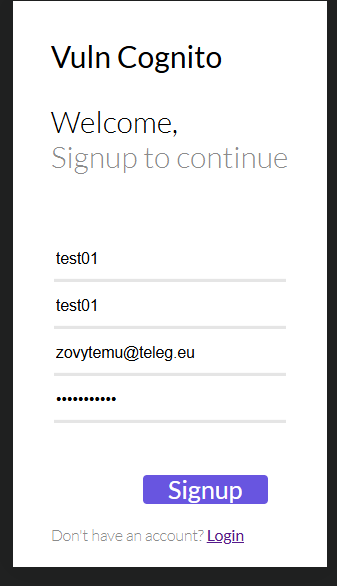 Vuln Cognito
Welcome,
Signup to continue
test01
test01
zovytemu@teleg.eu
•••••••••••
Signup
Don't have an account? Login